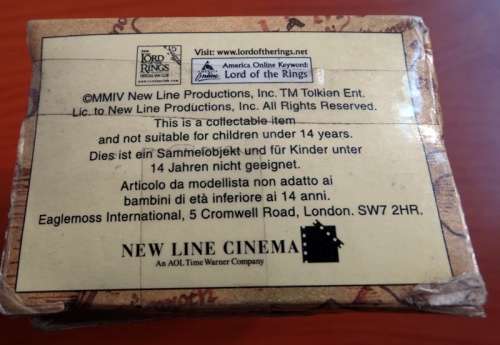 THE
LORD
OF THE
RINGS
Visit: www.lordoftherings.net
America Online Keyword:
Lord of the Rings
©MMIV New Line Productions, Inc. TM Tolkien Ent.
Lic. to New Line Productions, Inc. All Rights Reserved.
This is a collectable item
and not suitable for children under 14 years.
Dies ist ein Sammelobjekt und für Kinder unter
14 Jahren nicht geeignet.
Articolo da modellista non adatto ai
bambini di età inferiore ai 14 anni.
Eaglemoss International, 5 Cromwell Road, London. SW7 2HR.
NEW LINE CINEMA
An AOL Time Warner Company